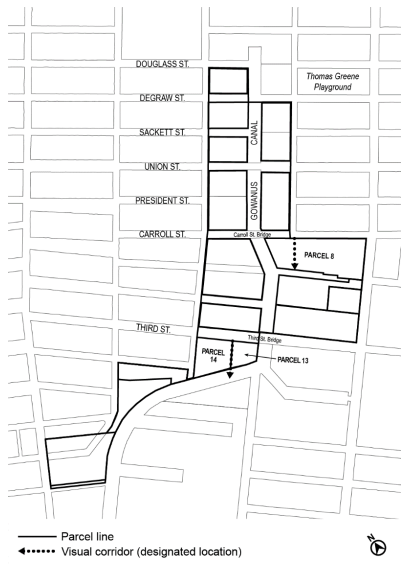 DOUGLASS ST.
Thomas Greene
Playground
DEGRAW ST.
SACKETT ST.
CANAL
UNION ST.
PRESIDENT ST.
GOWANUS
CARROLL ST.
Carroll St. Bridge
PARCEL 8
THIRD ST.
Third St. Bridge
PARCEL
14
PARCEL 13
Parcel line
Visual corridor (designated location)
N